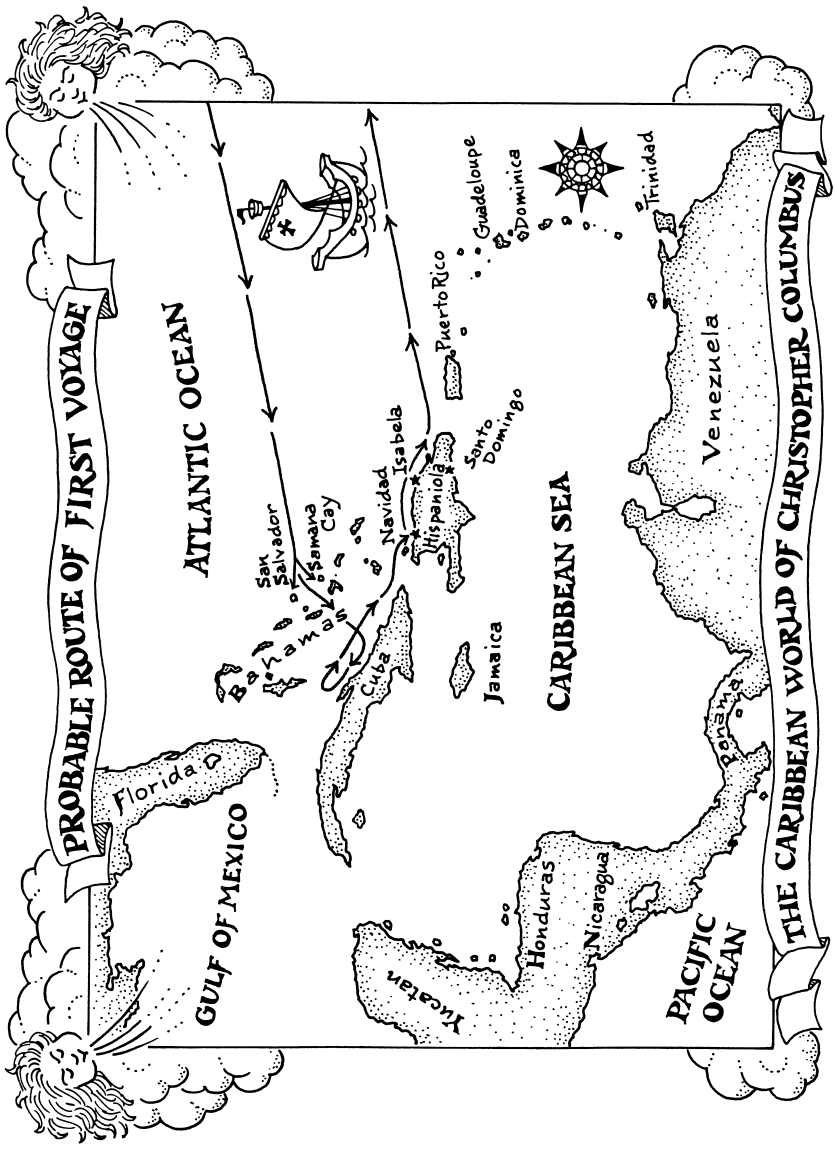 PROBABLE ROUTE OF FIRST VOYAGE
ATLANTIC OCEAN
GULF OF MEXICO
Florida
Bahamas
San
Salvador
Samana
Cay
Cuba
Navidad
Isabela
Hispaniola
Santo
Domingo
Puerto Rico
Guadeloupe
Dominica
Trinidad
Jamaica
CARIBBEAN SEA
Yucatan
Honduras
Nicaragua
Panama
Venezuela
PACIFIC
OCEAN
THE CARIBBEAN WORLD OF CHRISTOPHER COLUMBUS